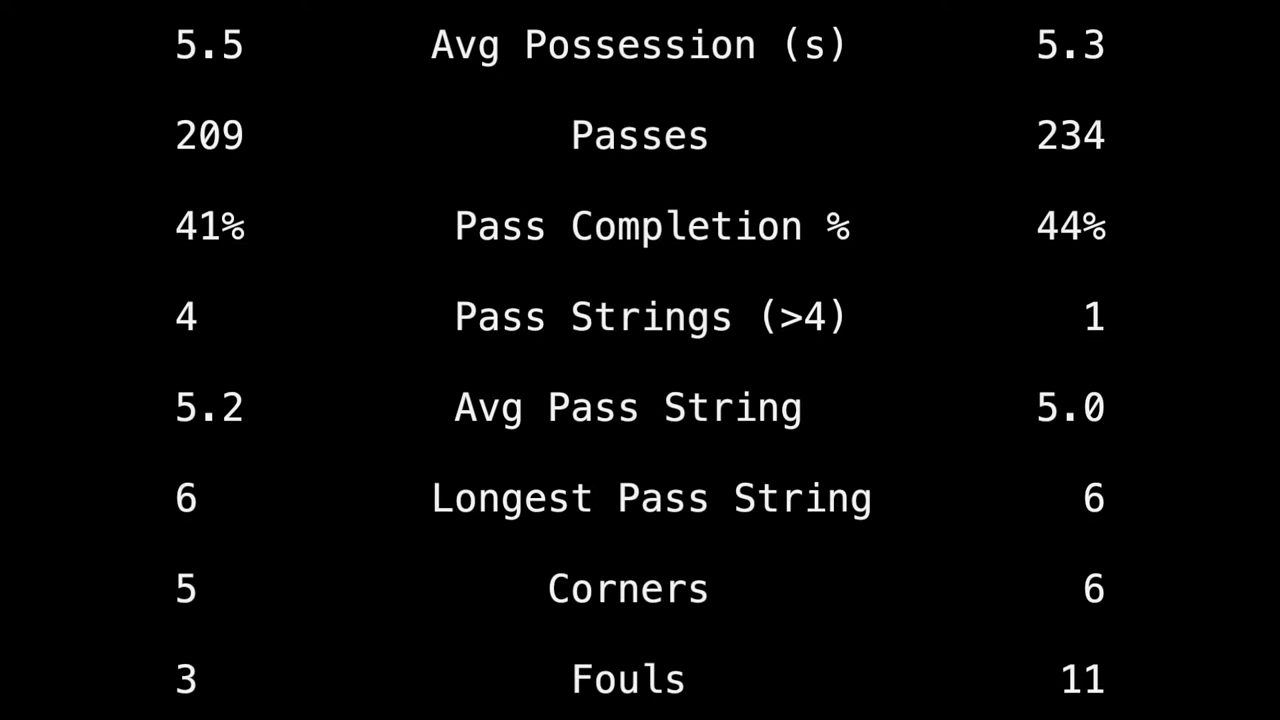 5.5 Avg Possession (s) 5.3
209 Passes 234
41% Pass Completion % 44%
4 Pass Strings (>4) 1
5.2 Avg Pass String 5.0
6 Longest Pass String 6
5 Corners 6
3 Fouls 11